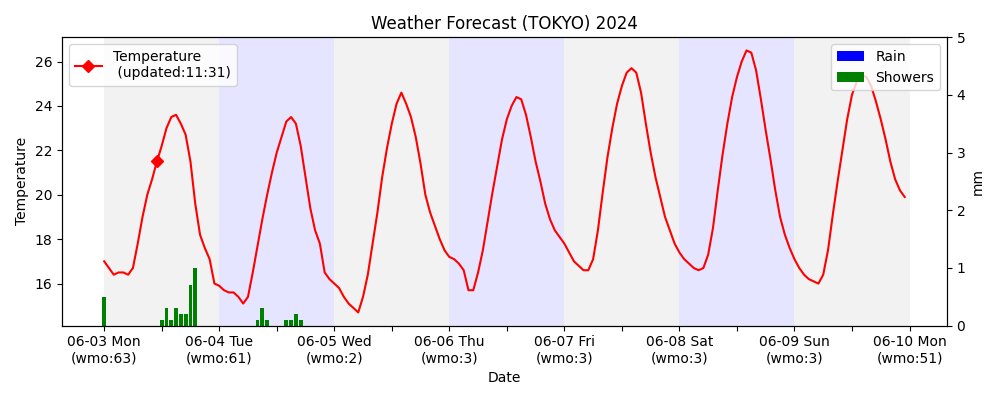 Weather Forecast (TOKYO) 2024
Temperature
(updated:11:31)
Rain
Showers
Temperature
26
24
22
20
18
16
5
4
3
2
1
0
mm
06-03 Mon 06-04 Tue 06-05 Wed 06-06 Thu 06-07 Fri 06-08 Sat 06-09 Sun 06-10 Mon
(wmo:63) (wmo:61) (wmo:2) (wmo:3) (wmo:3) (wmo:3) (wmo:3) (wmo:51)
Date